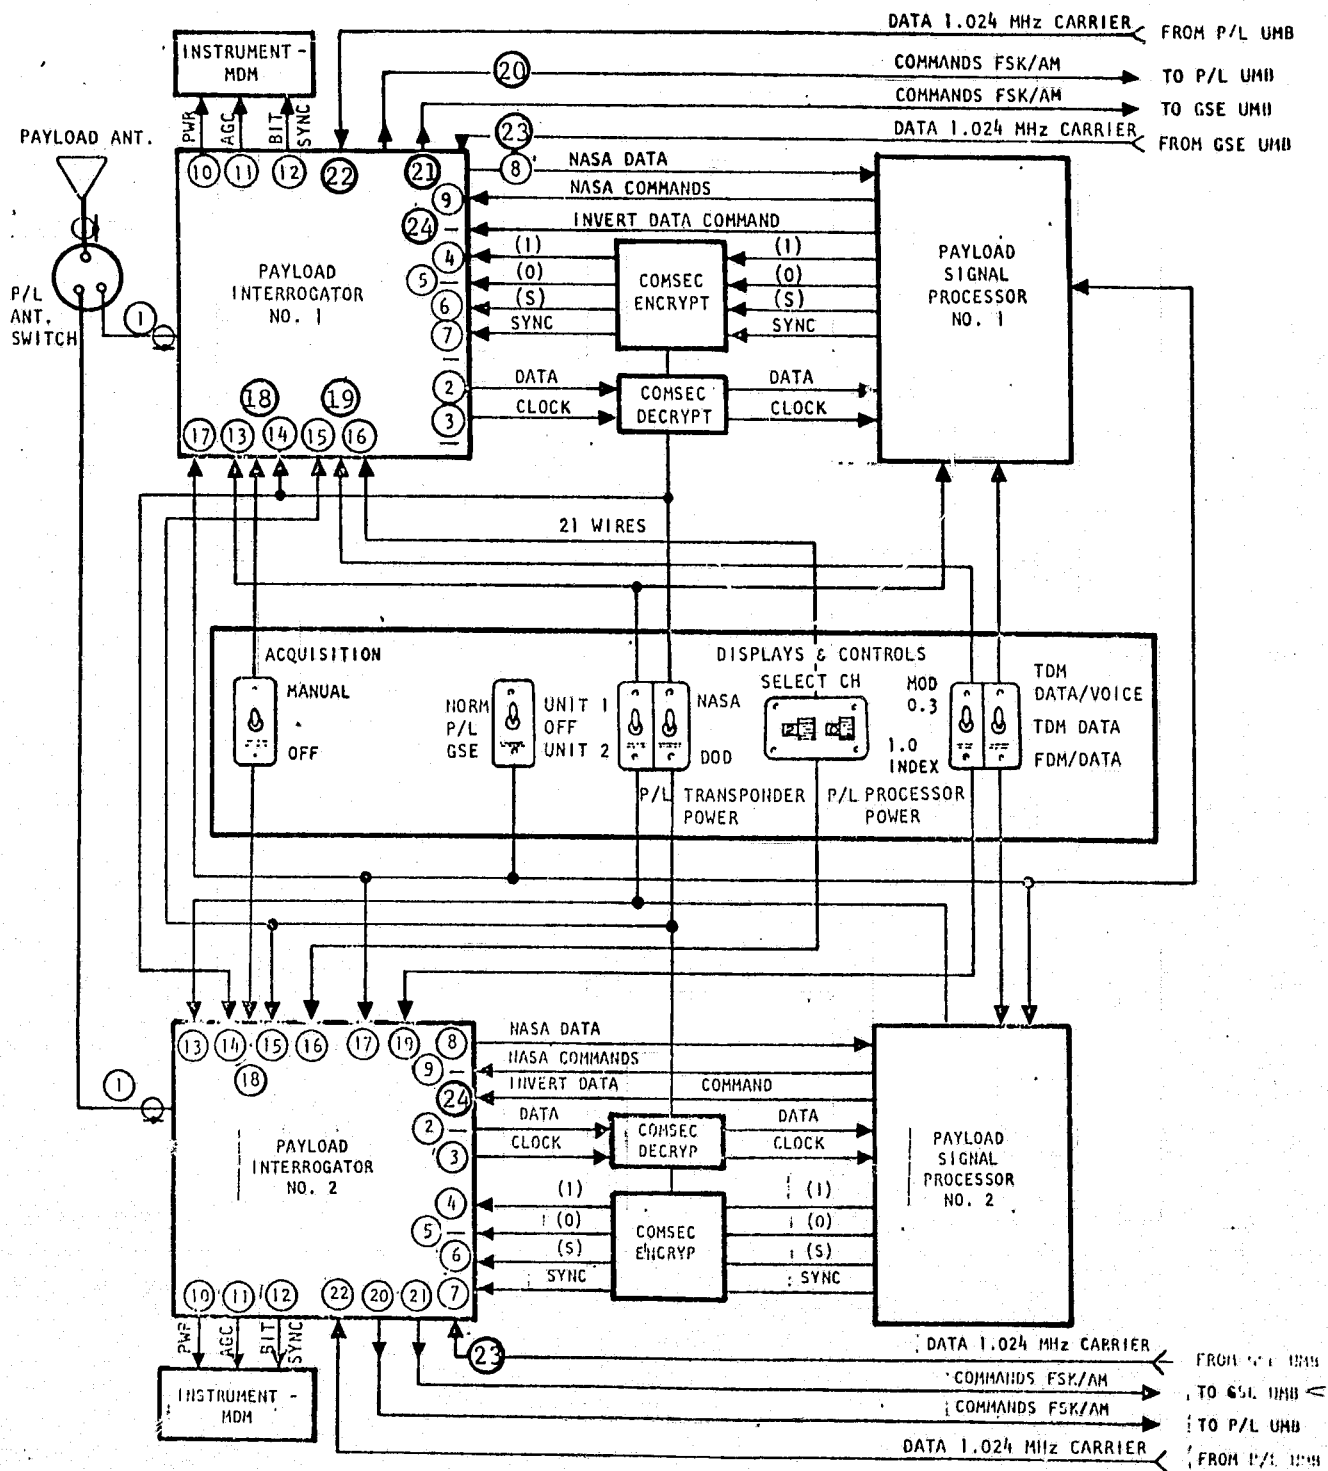 DATA 1.024 MHz CARRIER
FROM P/L UMB
INSTRUMENT -
MDM
20
COMMANDS FSK/AM
TO P/L UMB
COMMANDS FSK/AM
TO GSE UMB
PWR
AGC
BIT
SYNC
23
DATA 1.024 MHz CARRIER
FROM GSE UMB
PAYLOAD ANT.
10
11
12
22
21
8
NASA DATA
9
NASA COMMANDS
24
INVERT DATA COMMAND
4
(1)
(1)
5
(0)
(0)
6
(S)
(S)
7
SYNC
SYNC
COMSEC
ENCRYPT
PAYLOAD
INTERROGATOR
NO. 1
PAYLOAD
SIGNAL
PROCESSOR
NO. 1
P/L
ANT.
SWITCH
1
2
DATA
DATA
3
CLOCK
CLOCK
COMSEC
DECRYPT
18
19
17
13
14
15
16
21 WIRES
ACQUISITION
DISPLAYS & CONTROLS
MANUAL
OFF
NORM
P/L
GSE
UNIT 1
OFF
UNIT 2
NASA
DOD
SELECT CH
MOD
0.3
1.0
INDEX
TDM
DATA/VOICE
TDM DATA
FDM/DATA
P/L TRANSPONDER
POWER
P/L PROCESSOR
POWER
13
14
15
16
17
19
8
NASA DATA
18
9
NASA COMMANDS
24
INVERT DATA
COMMAND
1
2
DATA
DATA
3
CLOCK
CLOCK
COMSEC
DECRYP
PAYLOAD
INTERROGATOR
NO. 2
PAYLOAD
SIGNAL
PROCESSOR
NO. 2
4
(1)
(1)
5
(0)
(0)
6
(S)
(S)
7
SYNC
SYNC
COMSEC
ENCRYP
10
11
12
22
20
21
PWR
AGC
BIT
SYNC
23
DATA 1.024 MHz CARRIER
FROM
UMB
INSTRUMENT -
MDM
COMMANDS FSK/AM
TO GSE UMB
COMMANDS FSK/AM
TO P/L UMB
DATA 1.024 MHz CARRIER
FROM P/L UMB